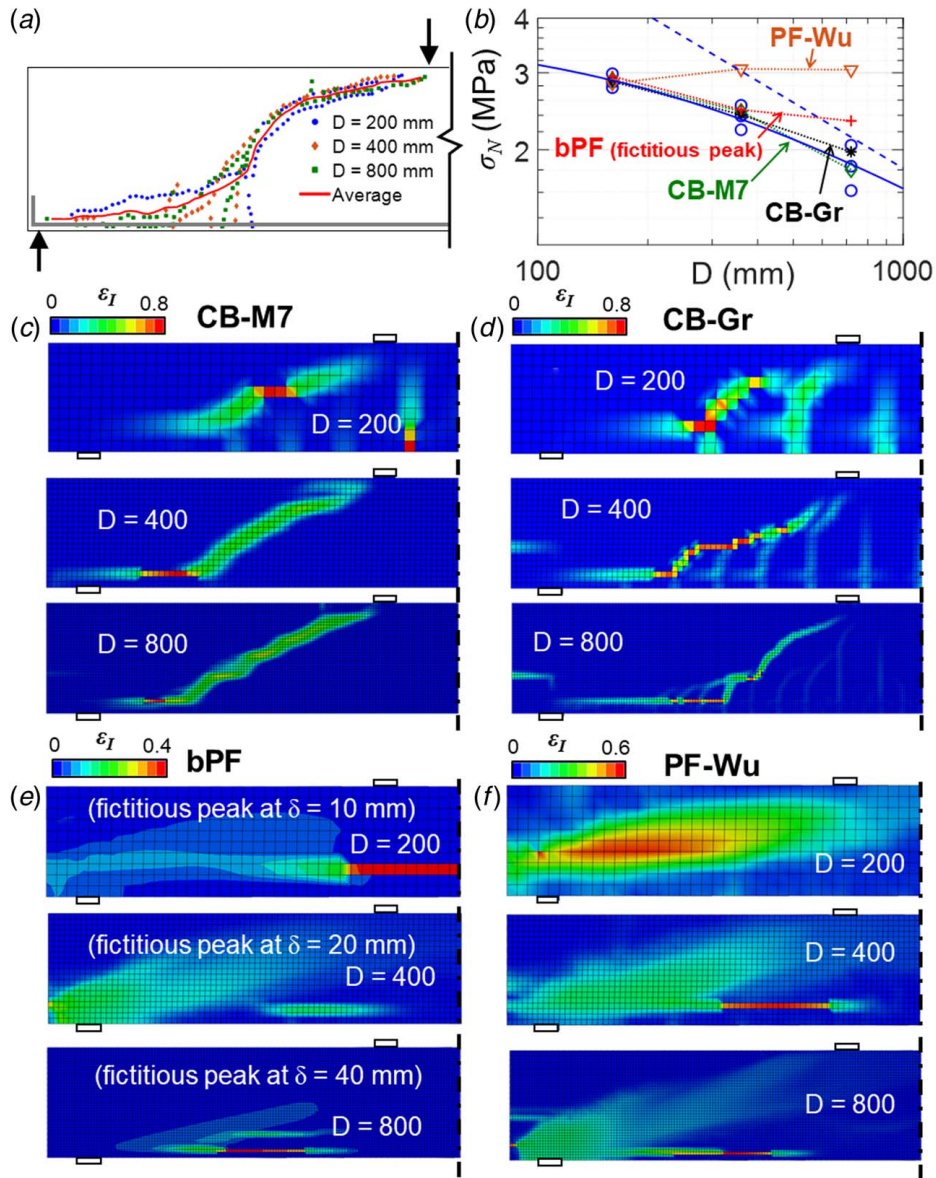 (a)
D = 200 mm
D = 400 mm
D = 800 mm
Average
(b)
σN (MPa)
4
3
2
100
D (mm)
1000
PF-Wu
bPF (fictitious peak)
CB-M7
CB-Gr
(c)
0 εI 0.8
CB-M7
D = 200
D = 400
D = 800
(d)
0 εI 0.8
CB-Gr
D = 200
D = 400
D = 800
(e)
0 εI 0.4
bPF
(fictitious peak at δ = 10 mm)
D = 200
(fictitious peak at δ = 20 mm)
D = 400
(fictitious peak at δ = 40 mm)
D = 800
(f)
0 εI 0.6
PF-Wu
D = 200
D = 400
D = 800